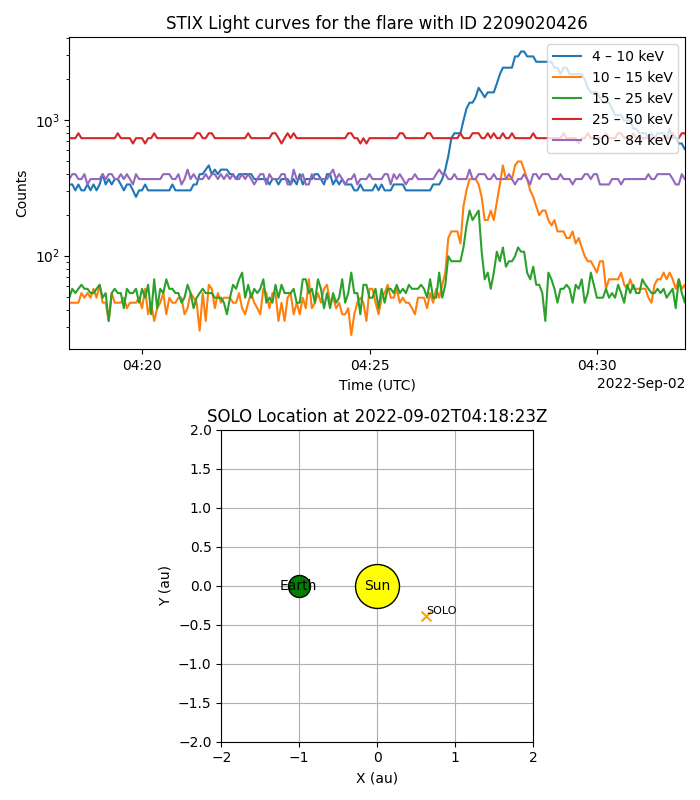 STIX Light curves for the flare with ID 2209020426
4 – 10 keV
10 – 15 keV
15 – 25 keV
25 – 50 keV
50 – 84 keV
10³
10²
Counts
04:20
04:25
04:30
Time (UTC)
2022-Sep-02
SOLO Location at 2022-09-02T04:18:23Z
2.0
1.5
1.0
0.5
0.0
−0.5
−1.0
−1.5
−2.0
Y (au)
Earth
Sun
SOLO
−2
−1
0
1
2
X (au)